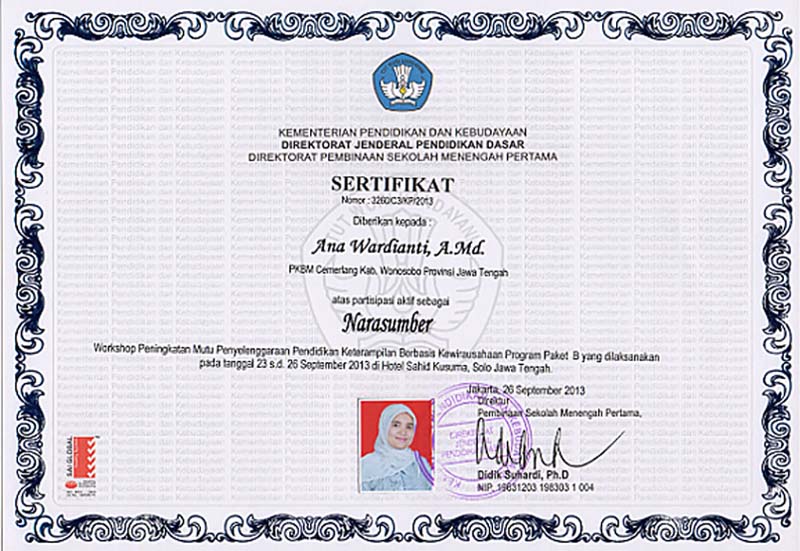 TUT WURI HANDAYANI
KEMENTERIAN PENDIDIKAN DAN KEBUDAYAAN
DIREKTORAT JENDERAL PENDIDIKAN DASAR
DIREKTORAT PEMBINAAN SEKOLAH MENENGAH PERTAMA
SERTIFIKAT
Nomor : 3260/C3/KP/2013
Diberikan kepada :
Ana Wardianti, A.Md.
PKBM Cemerlang Kab. Wonosobo Provinsi Jawa Tengah
atas partisipasi aktif sebagai
Narasumber
Workshop Peningkatan Mutu Penyelenggaraan Pendidikan Keterampilan Berbasis Kewirausahaan Program Paket B yang dilaksanakan
pada tanggal 23 s.d. 26 September 2013 di Hotel Sahid Kusuma, Solo Jawa Tengah.
Jakarta, 26 September 2013
Direktur
Pembinaan Sekolah Menengah Pertama,
Didik Suhardi, Ph.D
NIP. 19631203 198303 1 004
SAI GLOBAL